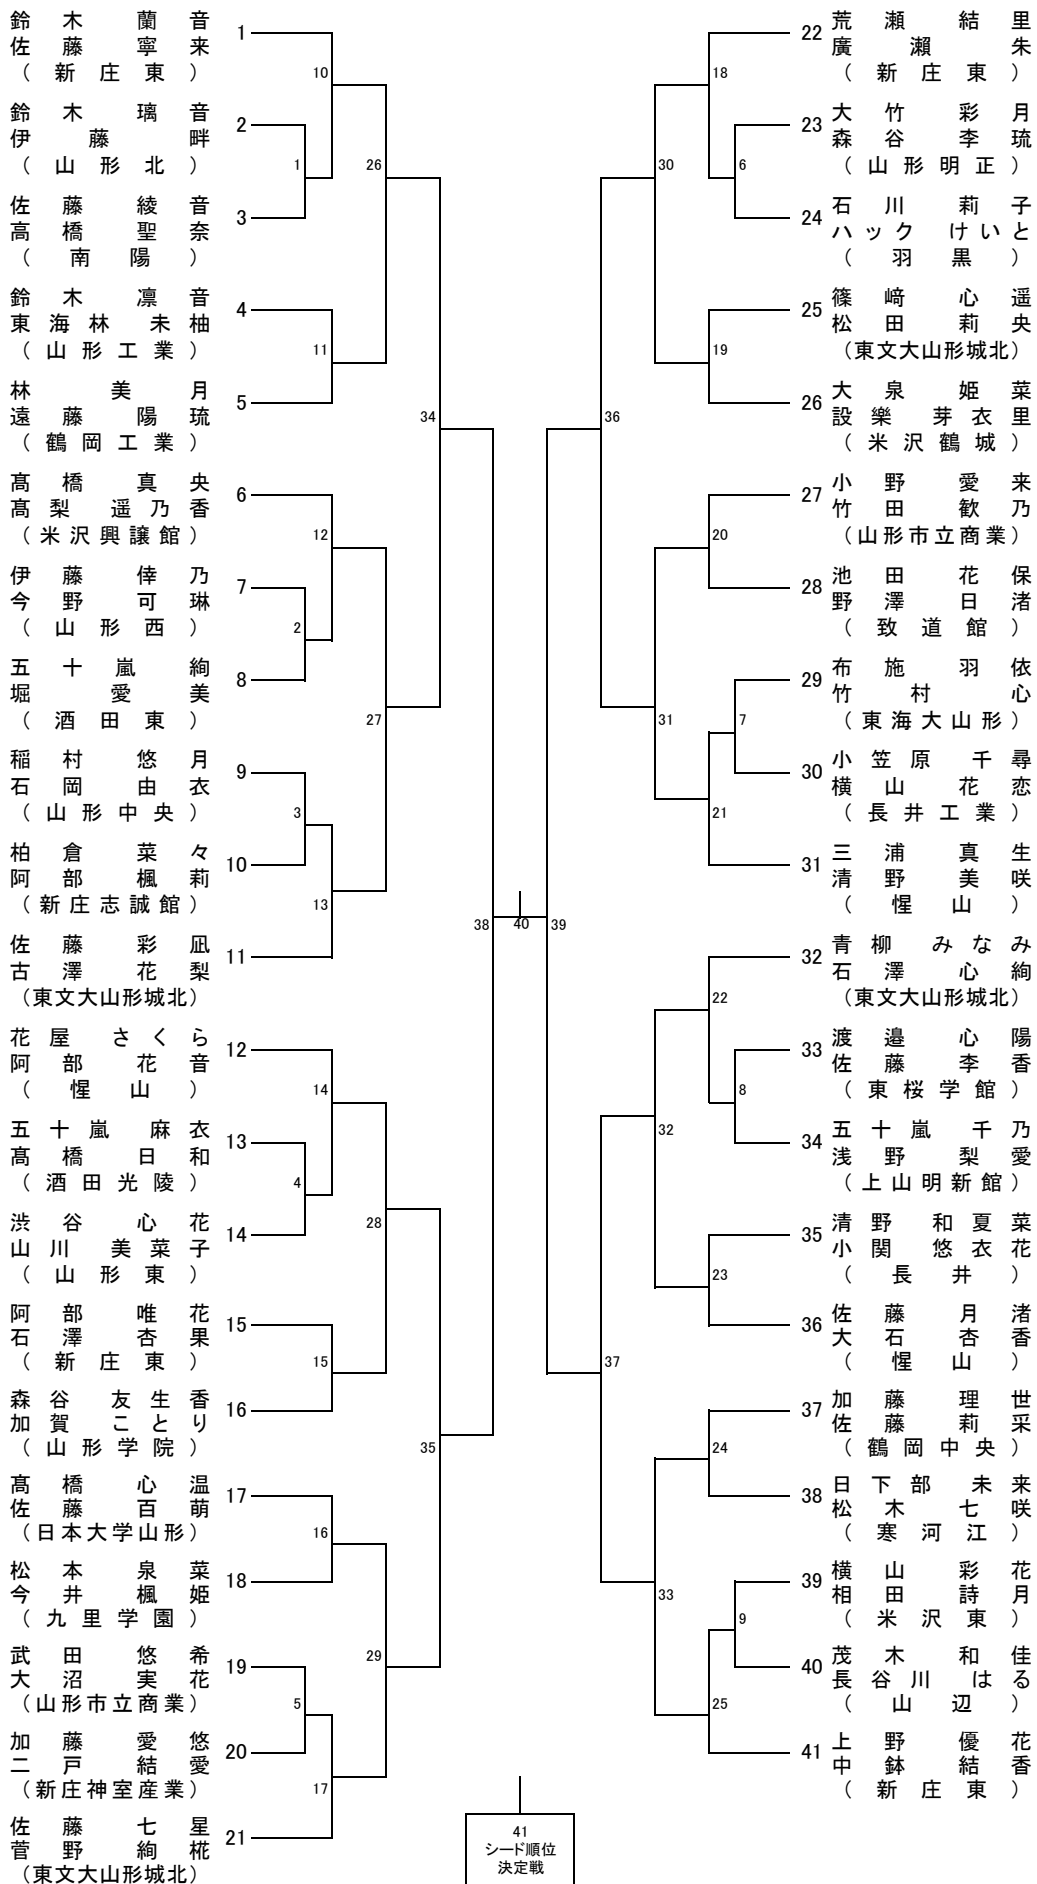 鈴木 蘭音
佐藤 寧来
(新庄東)
1
鈴木 璃音
伊藤 畔
(山形北)
2
佐藤 綾音
高橋 聖奈
(南陽)
3
鈴木 凛音
東海林 未柚
(山形工業)
4
林 美月
遠藤 陽琉
(鶴岡工業)
5
髙橋 真央
髙梨 遥乃香
(米沢興譲館)
6
伊藤 倖乃
今野 可琳
(山形西)
7
五十嵐 絢
堀 愛美
(酒田東)
8
稲村 悠月
石岡 由衣
(山形中央)
9
柏倉 菜々
阿部 楓莉
(新庄志誠館)
10
佐藤 彩凪
古澤 花梨
(東文大山形城北)
11
花屋 さくら
阿部 花音
(惺山)
12
五十嵐 麻衣
髙橋 日和
(酒田光陵)
13
渋谷 心花
山川 美菜子
(山形東)
14
阿部 唯花
石澤 杏果
(新庄東)
15
森谷 友生香
加賀 ことり
(山形学院)
16
髙橋 心温
佐藤 百萌
(日本大学山形)
17
松本 泉菜
今井 楓姫
(九里学園)
18
武田 悠希
大沼 実花
(山形市立商業)
19
加藤 愛悠
二戸 結愛
(新庄神室産業)
20
佐藤 七星
菅野 絢椛
(東文大山形城北)
21
10
1
26
11
34
12
2
27
3
13
38
14
4
28
15
35
16
29
5
17
40
39
41
シード順位
決定戦
18
6
30
19
36
20
31
7
21
22
8
32
23
37
24
33
9
25
22
荒瀬 結里
廣瀬 朱
(新庄東)
23
大竹 彩月
森谷 李琉
(山形明正)
24
石川 莉子
ハック けいと
(羽黒)
25
篠﨑 心遥
松田 莉央
(東文大山形城北)
26
大泉 姫菜
設樂 芽衣里
(米沢鶴城)
27
小野 愛来
竹田 歓乃
(山形市立商業)
28
池田 花保
野澤 日渚
(致道館)
29
布施 羽依
竹村 心
(東海大山形)
30
小笠原 千尋
横山 花恋
(長井工業)
31
三浦 真生
清野 美咲
(惺山)
32
青柳 みなみ
石澤 心絢
(東文大山形城北)
33
渡邉 心陽
佐藤 李香
(東桜学館)
34
五十嵐 千乃
浅野 梨愛
(上山明新館)
35
清野 和夏菜
小関 悠衣花
(長井)
36
佐藤 月渚
大石 杏香
(惺山)
37
加藤 理世
佐藤 莉采
(鶴岡中央)
38
日下部 未来
松木 七咲
(寒河江)
39
横山 彩花
相田 詩月
(米沢東)
40
茂木 和佳
長谷川 はる
(山辺)
41
上野 優花
中鉢 結香
(新庄東)